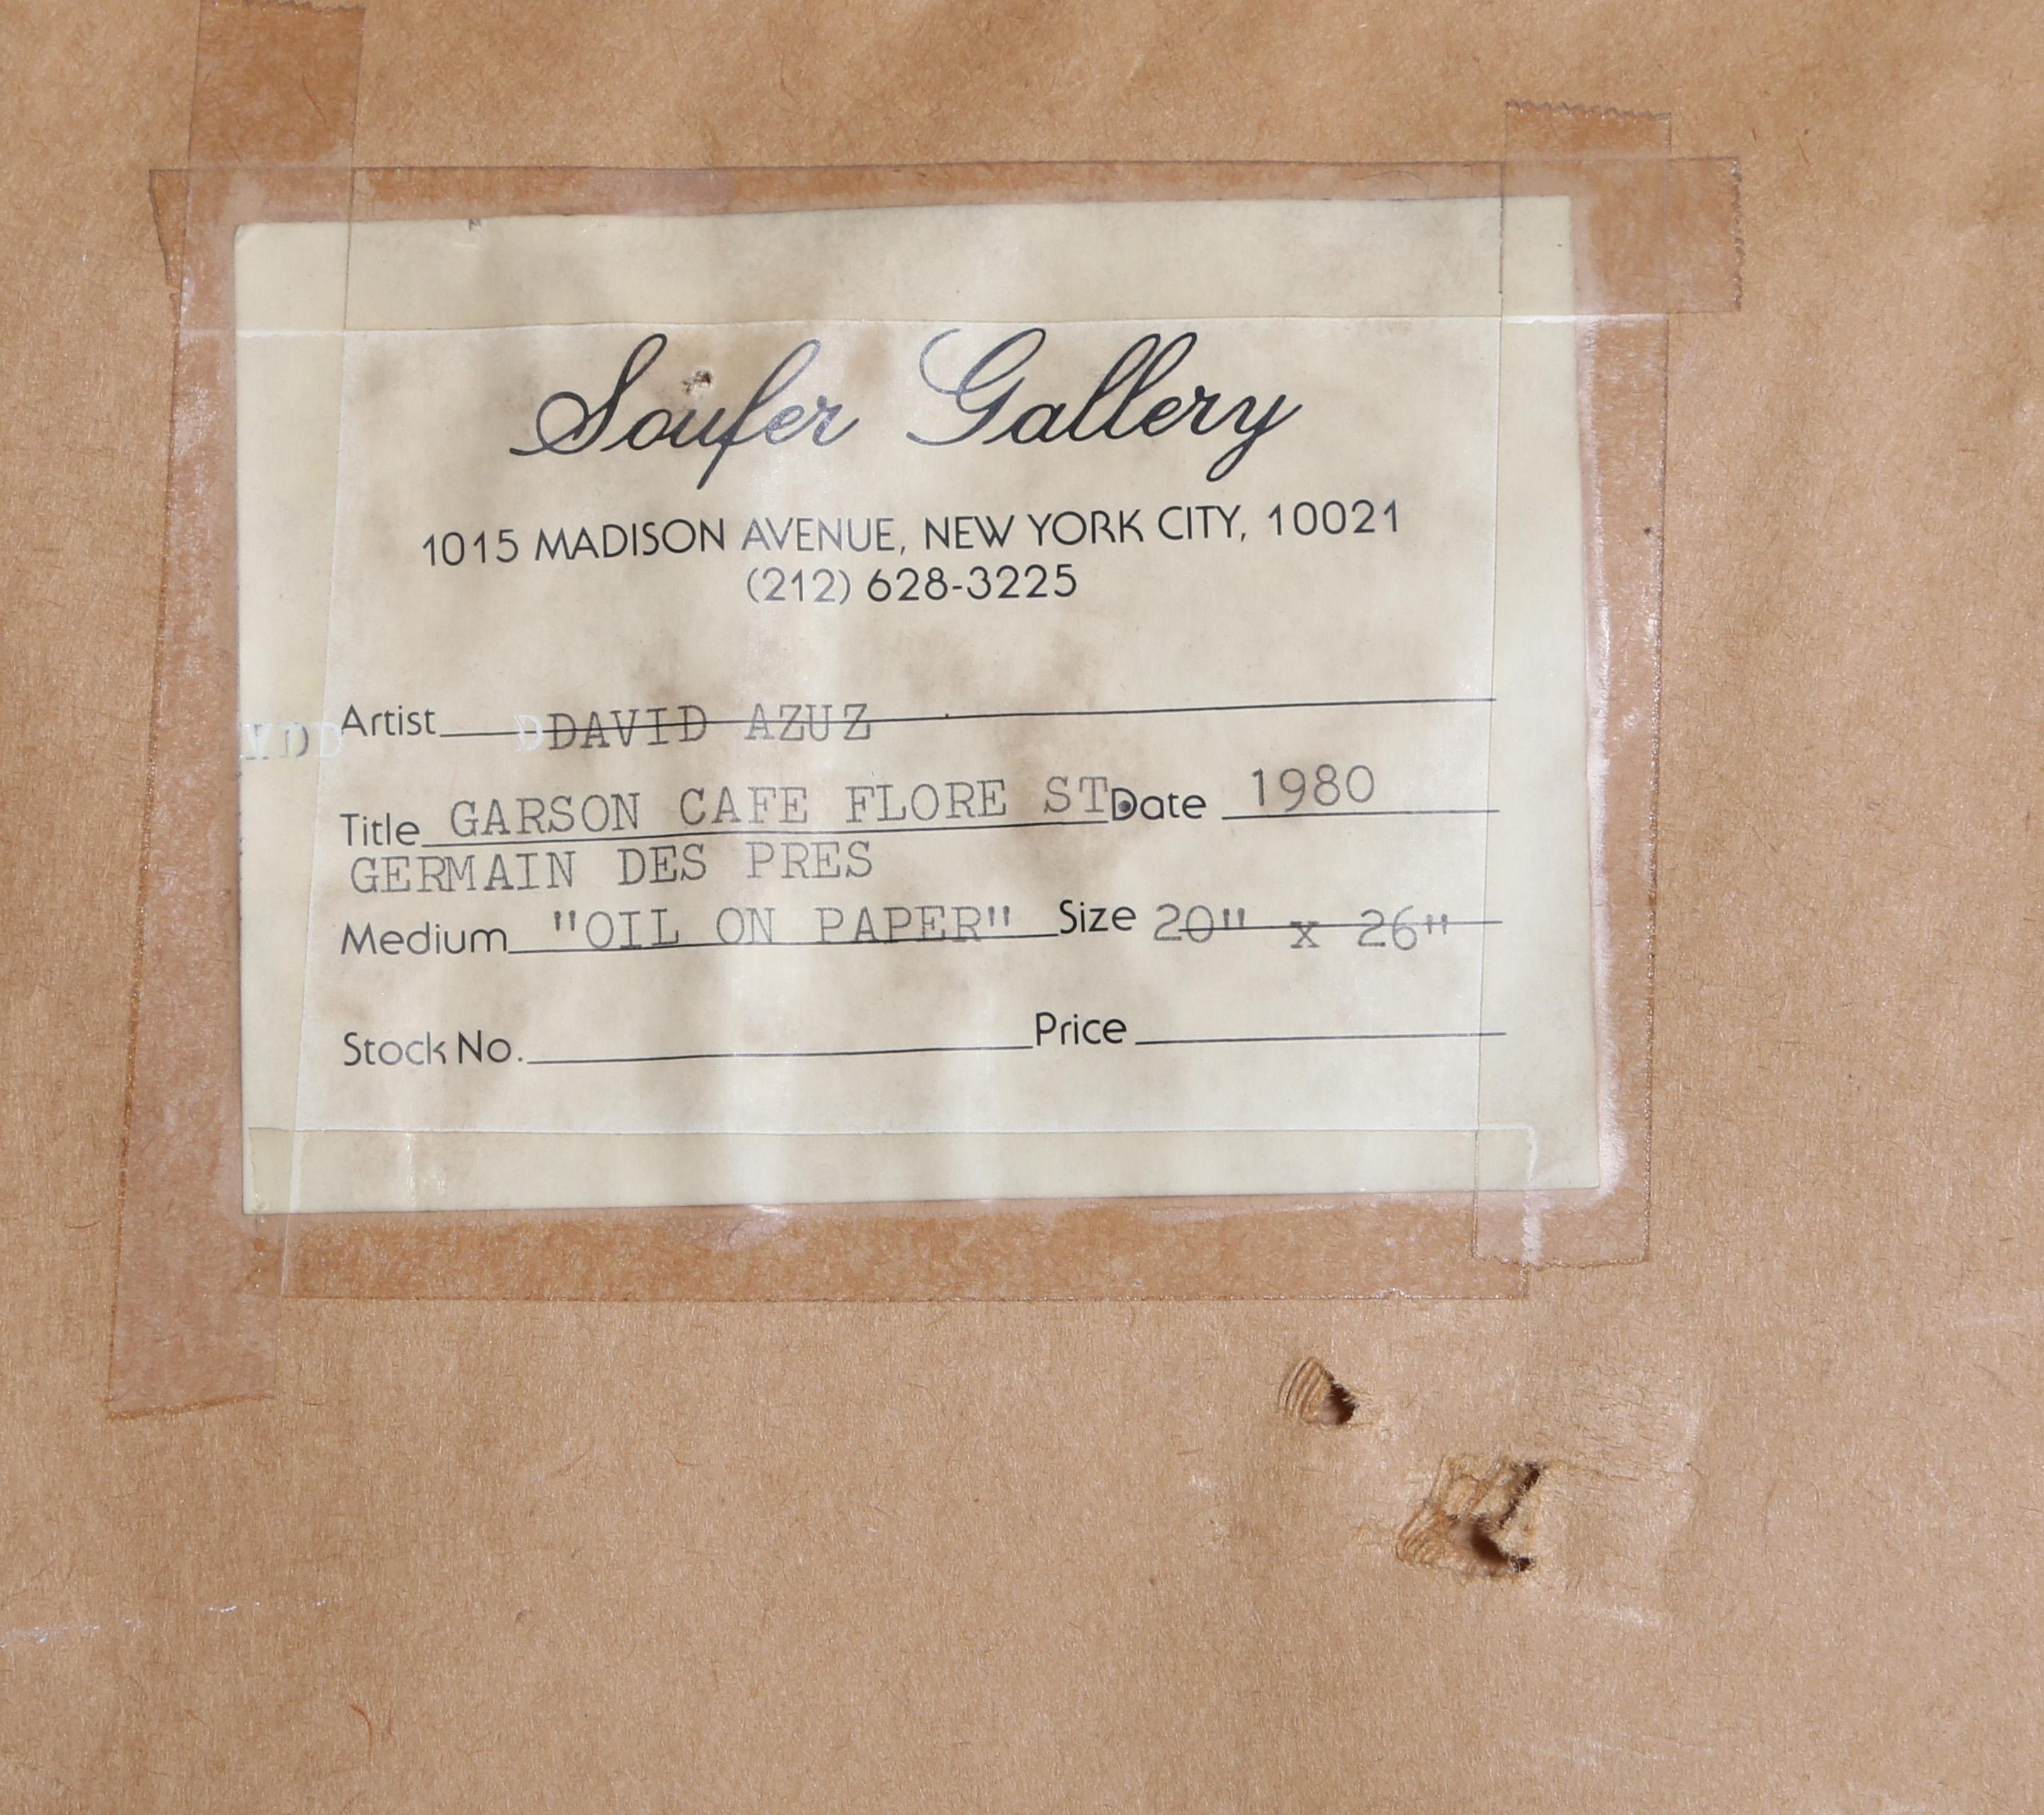 Soufer Gallery
1015 MADISON AVENUE, NEW YORK CITY, 10021
(212) 628-3225
Artist DAVID AZUZ
Title GARSON CAFE FLORE ST. Date 1980
GERMAIN DES PRES
Medium "OIL ON PAPER" Size 20" x 26"
Stock No. Price